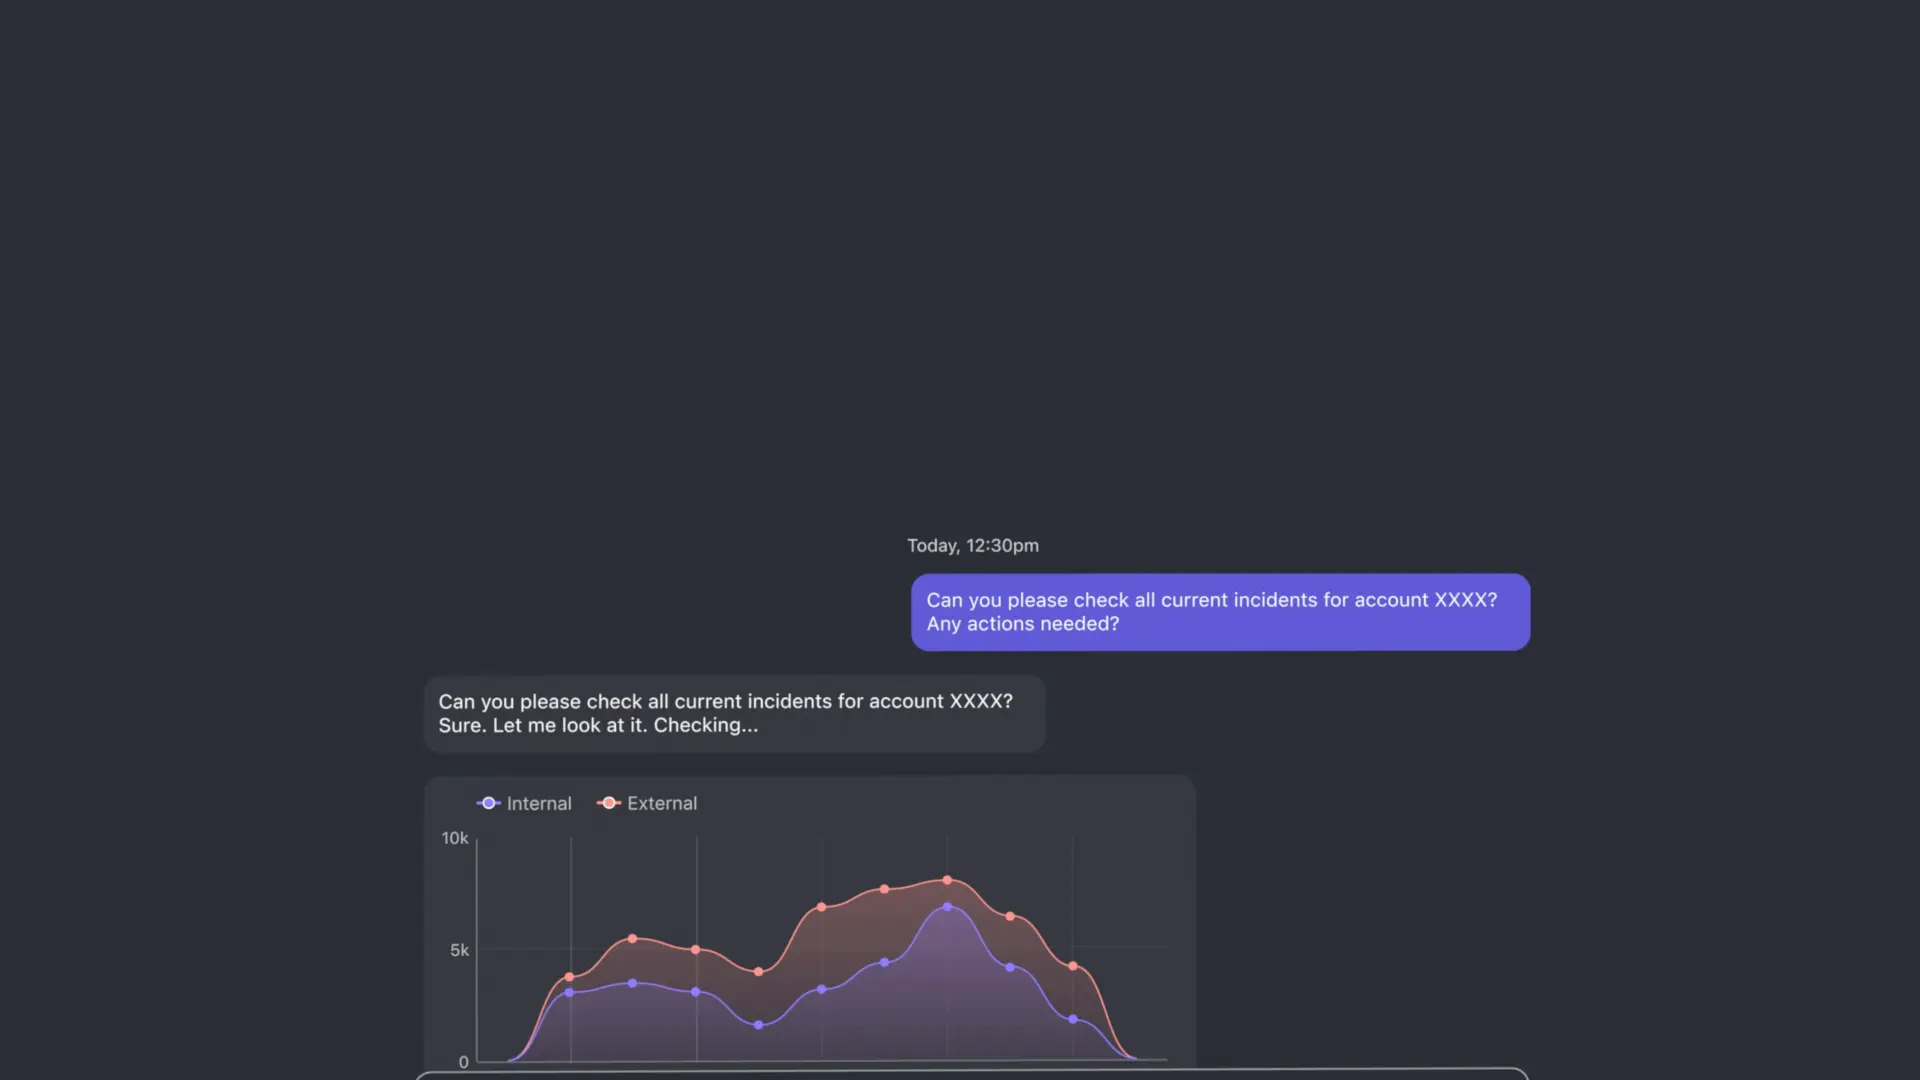 Today, 12:30pm
Can you please check all current incidents for account XXXX?
Any actions needed?
Can you please check all current incidents for account XXXX?
Sure. Let me look at it. Checking...
Internal
External
10k
5k
0